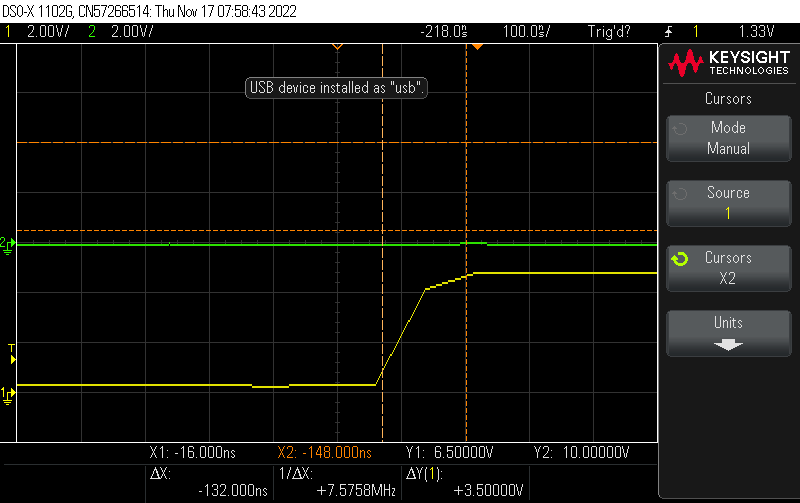 DSO-X 1102G, CN57266514: Thu Nov 17 07:58:43 2022
1 2.00V/ 2 2.00V/ -218.0ns 100.0ns/ Trig'd? 1 1.33V
KEYSIGHT
TECHNOLOGIES
USB device installed as "usb".
Cursors
Mode
Manual
Source
1
Cursors
X2
Units
2
T
1
X1: -16.000ns X2: -148.000ns Y1: 6.50000V Y2: 10.00000V
ΔX: 1/ΔX: ΔY(1):
-132.000ns +7.5758MHz +3.50000V